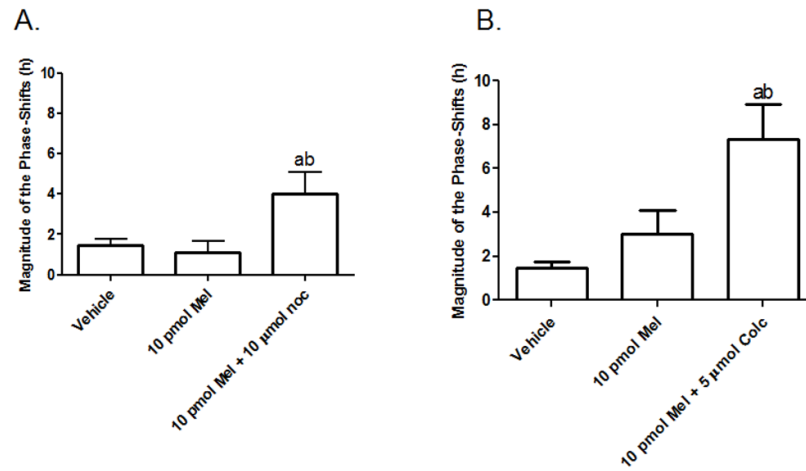 A.
Magnitude of the Phase-Shifts (h)
10
8
6
4
2
0
ab
Vehicle
10 pmol Mel
10 pmol Mel + 10 μmol noc
B.
Magnitude of the Phase-Shifts (h)
10
8
6
4
2
0
ab
Vehicle
10 pmol Mel
10 pmol Mel + 5 μmol Colc